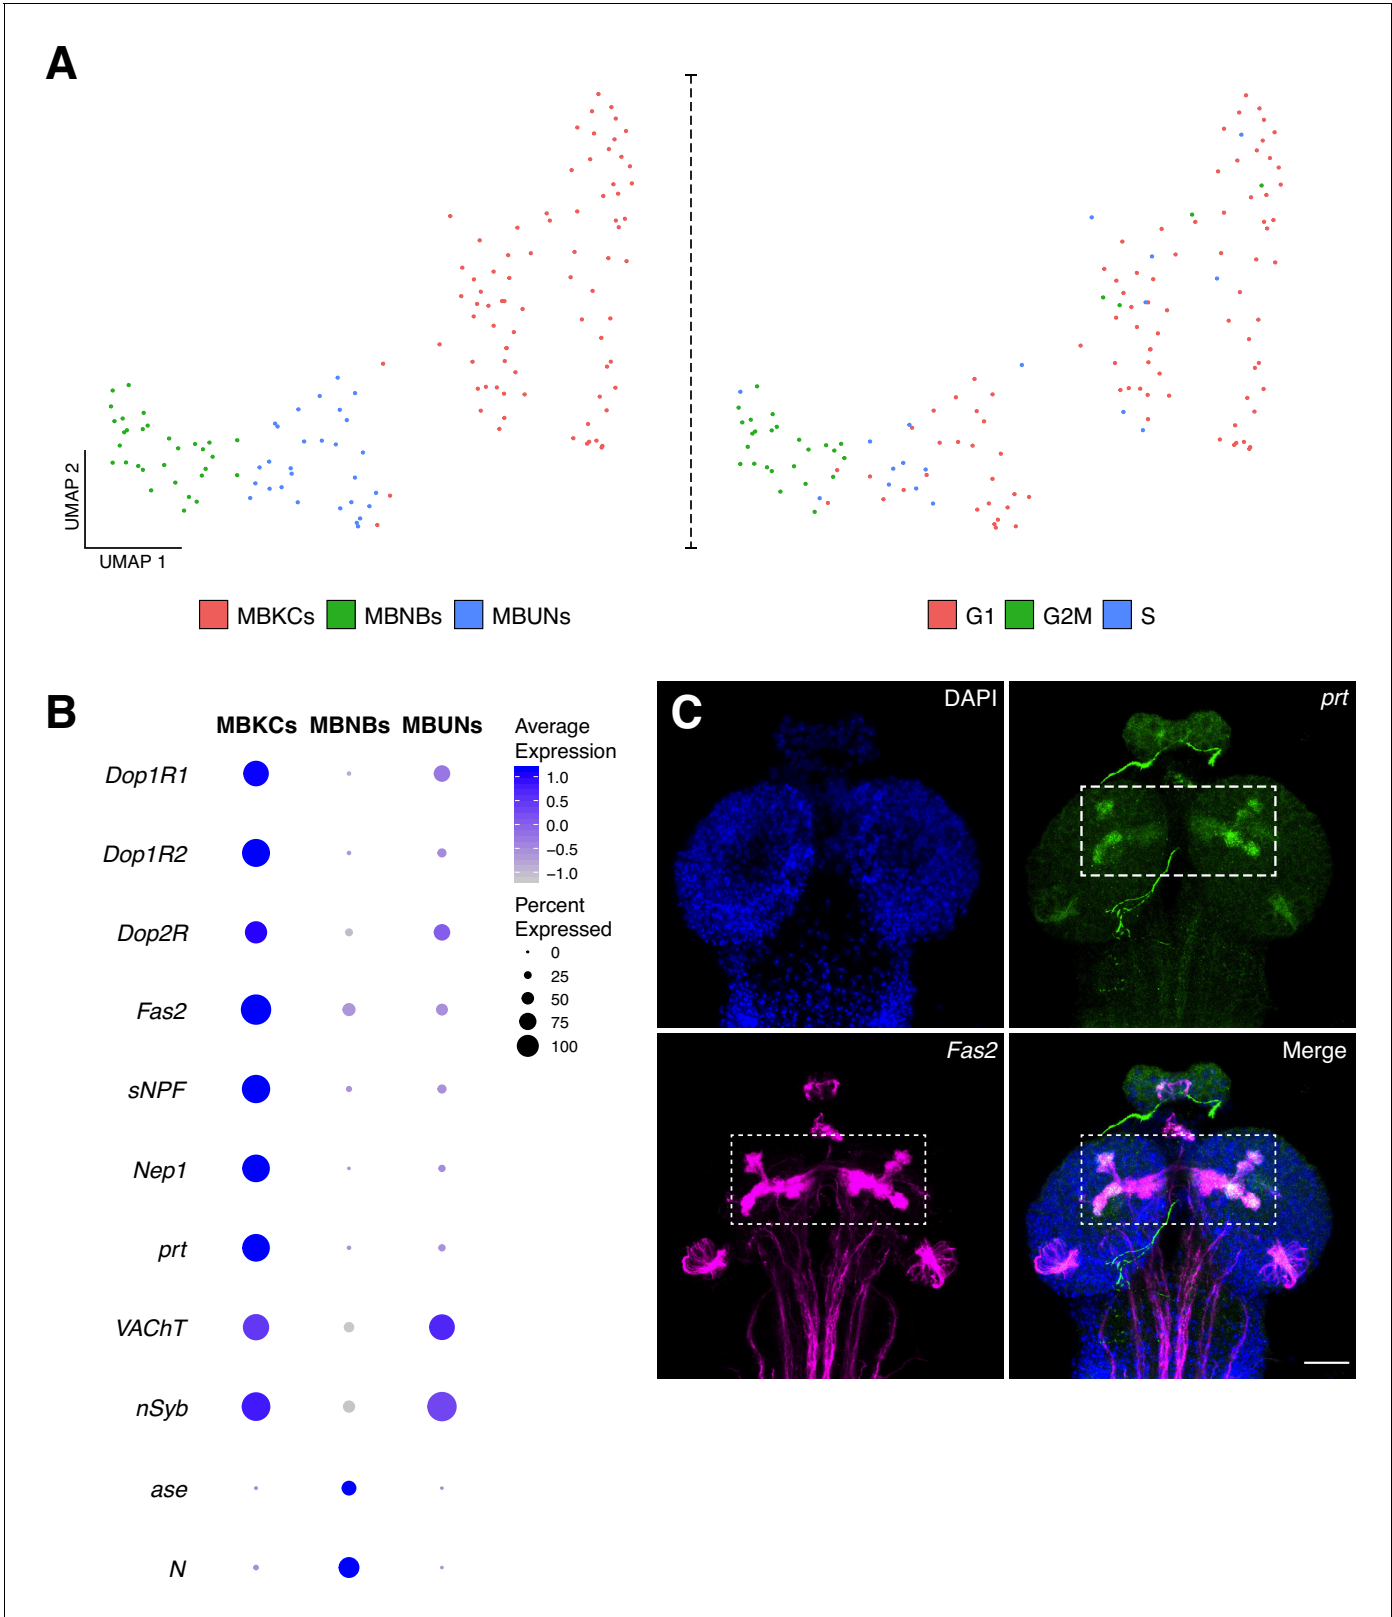 A
UMAP 2
UMAP 1
MBKCs MBNBs MBUNs
G1 G2M S
B
MBKCs MBNBs MBUNs
Dop1R1
Dop1R2
Dop2R
Fas2
sNPF
Nep1
prt
VAChT
nSyb
ase
N
Average
Expression
1.0
0.5
0.0
−0.5
−1.0
Percent
Expressed
0
25
50
75
100
C
DAPI
prt
Fas2
Merge